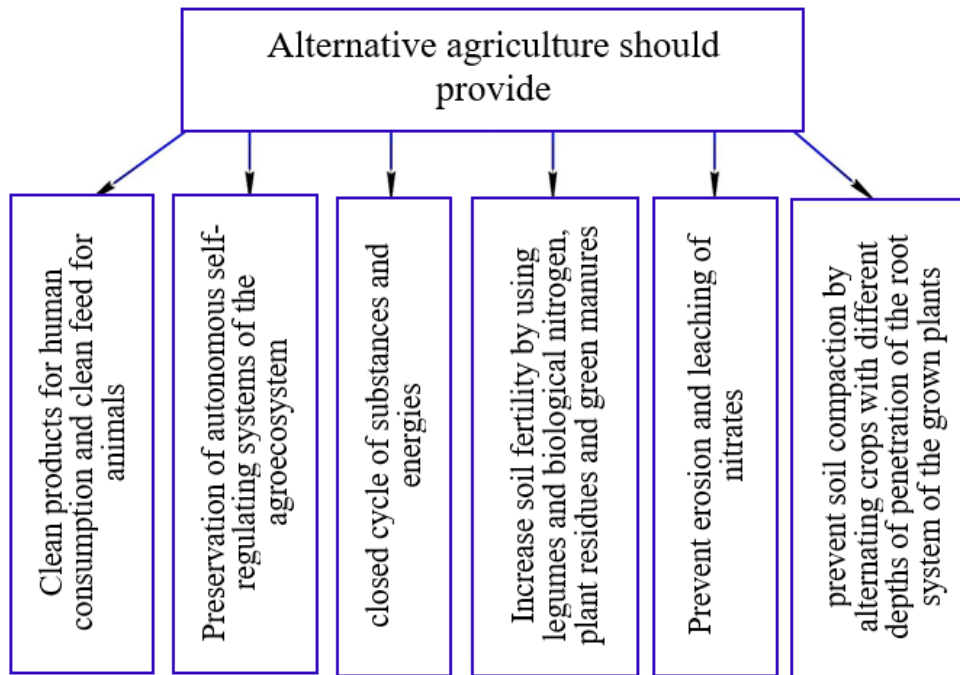 Alternative agriculture should
provide
Clean products for human
consumption and clean feed for
animals
Preservation of autonomous self-
regulating systems of the
agroecosystem
closed cycle of substances and
energies
Increase soil fertility by using
legumes and biological nitrogen,
plant residues and green manures
Prevent erosion and leaching of
nitrates
prevent soil compaction by
alternating crops with different
depths of penetration of the root
system of the grown plants